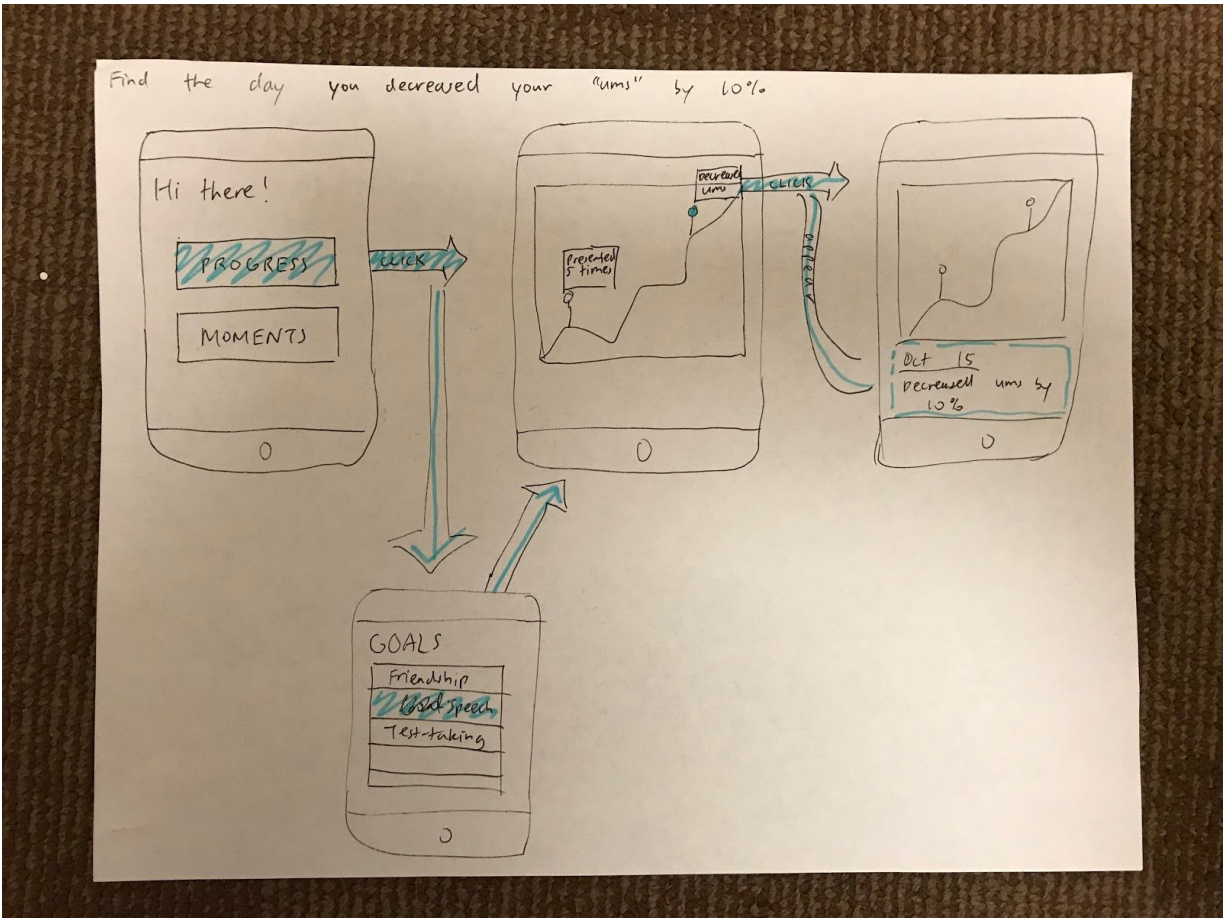 Find the day you decreased your "ums" by 10%
Hi there!
PROGRESS
MOMENTS
CLICK
Presented
5 times
Decreased
ums
CLICK
appear
Oct 15
Decreased ums by
10%
GOALS
Friendship
speech
Test-taking